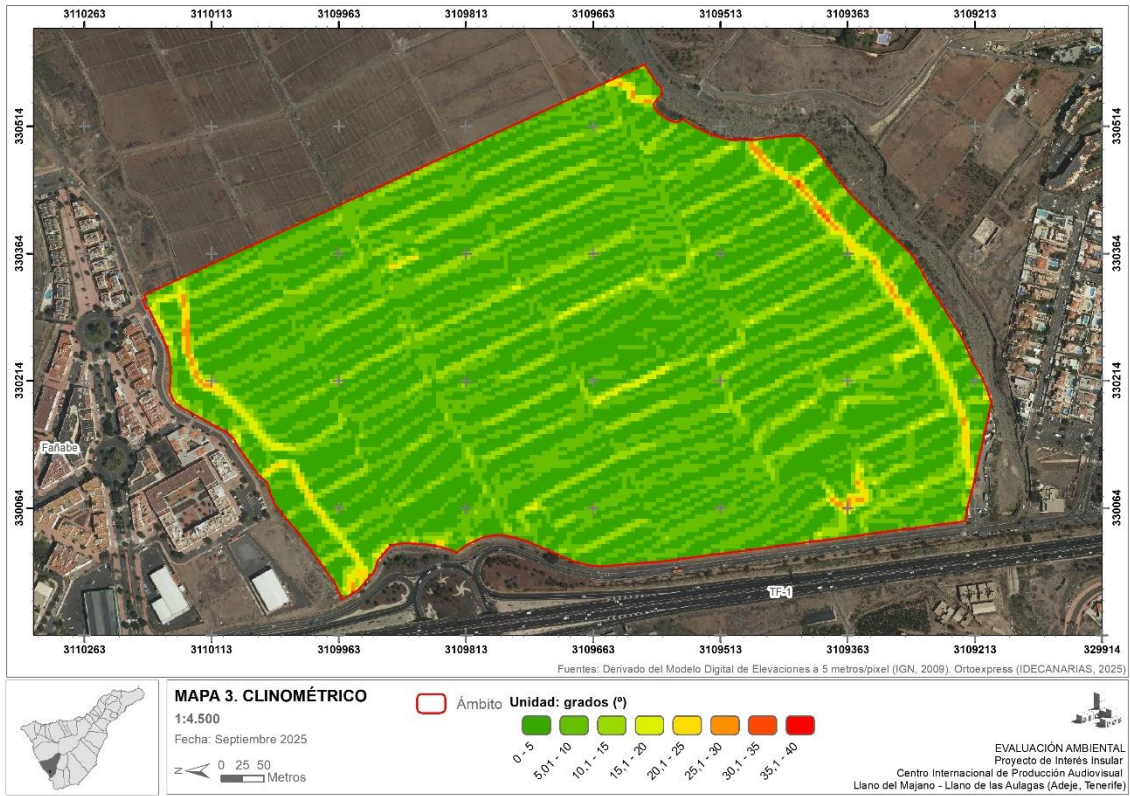 3110263 3110113 3109963 3109813 3109663 3109513 3109363 3109213
330514 330514
330364 330364
330214 330214
Fañabe
330064 330064
TF-1
3110263 3110113 3109963 3109813 3109663 3109513 3109363 3109213 329914
Fuentes: Derivado del Modelo Digital de Elevaciones a 5 metros/pixel (IGN, 2009). Ortoexpress (IDECANARIAS, 2025)
MAPA 3. CLINOMÉTRICO
1:4.500
Fecha: Septiembre 2025
N 0 25 50
Metros
Ámbito Unidad: grados (º)
0 - 5 5,01 - 10 10,1 - 15 15,1 - 20 20,1 - 25 25,1 - 30 30,1 - 35 35,1 - 40
EVALUACIÓN AMBIENTAL
Proyecto de Interés Insular
Centro Internacional de Producción Audiovisual
Llano del Majano - Llano de las Aulagas (Adeje, Tenerife)